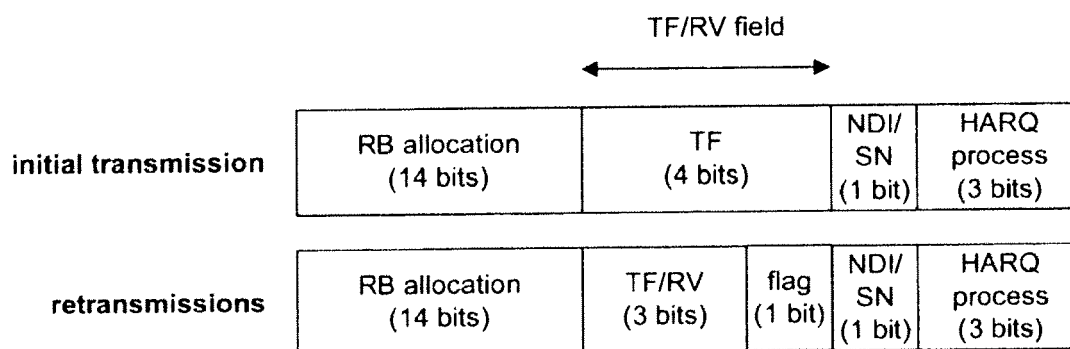 TF/RV field
initial transmission
RB allocation
(14 bits)
TF
(4 bits)
NDI/
SN
(1 bit)
HARQ
process
(3 bits)
retransmissions
RB allocation
(14 bits)
TF/RV
(3 bits)
flag
(1 bit)
NDI/
SN
(1 bit)
HARQ
process
(3 bits)